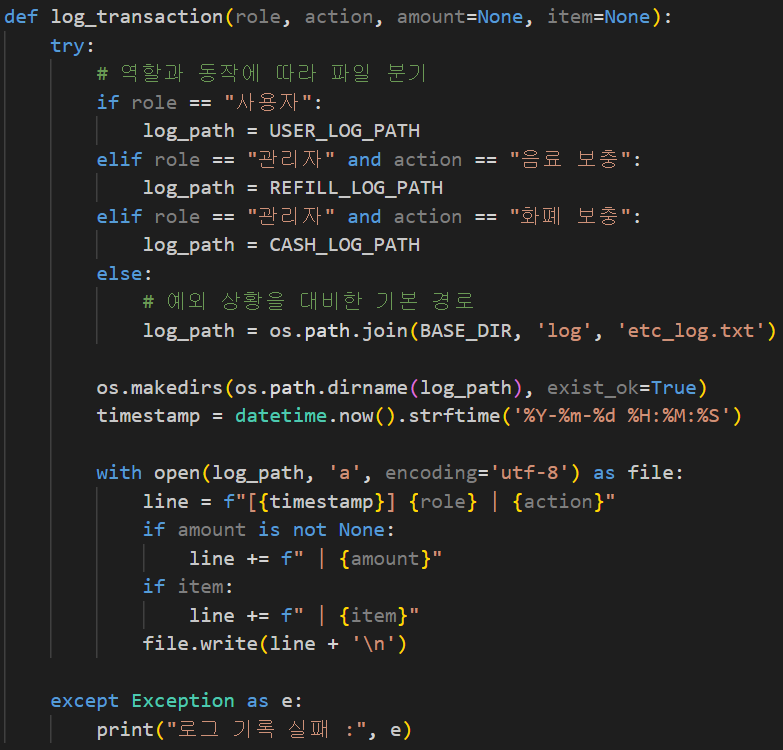 def log_transaction(role, action, amount=None, item=None):
    try:
        # 역할과 동작에 따라 파일 분기
        if role == "사용자":
            log_path = USER_LOG_PATH
        elif role == "관리자" and action == "음료 보충":
            log_path = REFILL_LOG_PATH
        elif role == "관리자" and action == "화폐 보충":
            log_path = CASH_LOG_PATH
        else:
            # 예외 상황을 대비한 기본 경로
            log_path = os.path.join(BASE_DIR, 'log', 'etc_log.txt')

        os.makedirs(os.path.dirname(log_path), exist_ok=True)
        timestamp = datetime.now().strftime('%Y-%m-%d %H:%M:%S')

        with open(log_path, 'a', encoding='utf-8') as file:
            line = f"[{timestamp}] {role} | {action}"
            if amount is not None:
                line += f" | {amount}"
            if item:
                line += f" | {item}"
            file.write(line + '\n')

    except Exception as e:
        print("로그 기록 실패 :", e)